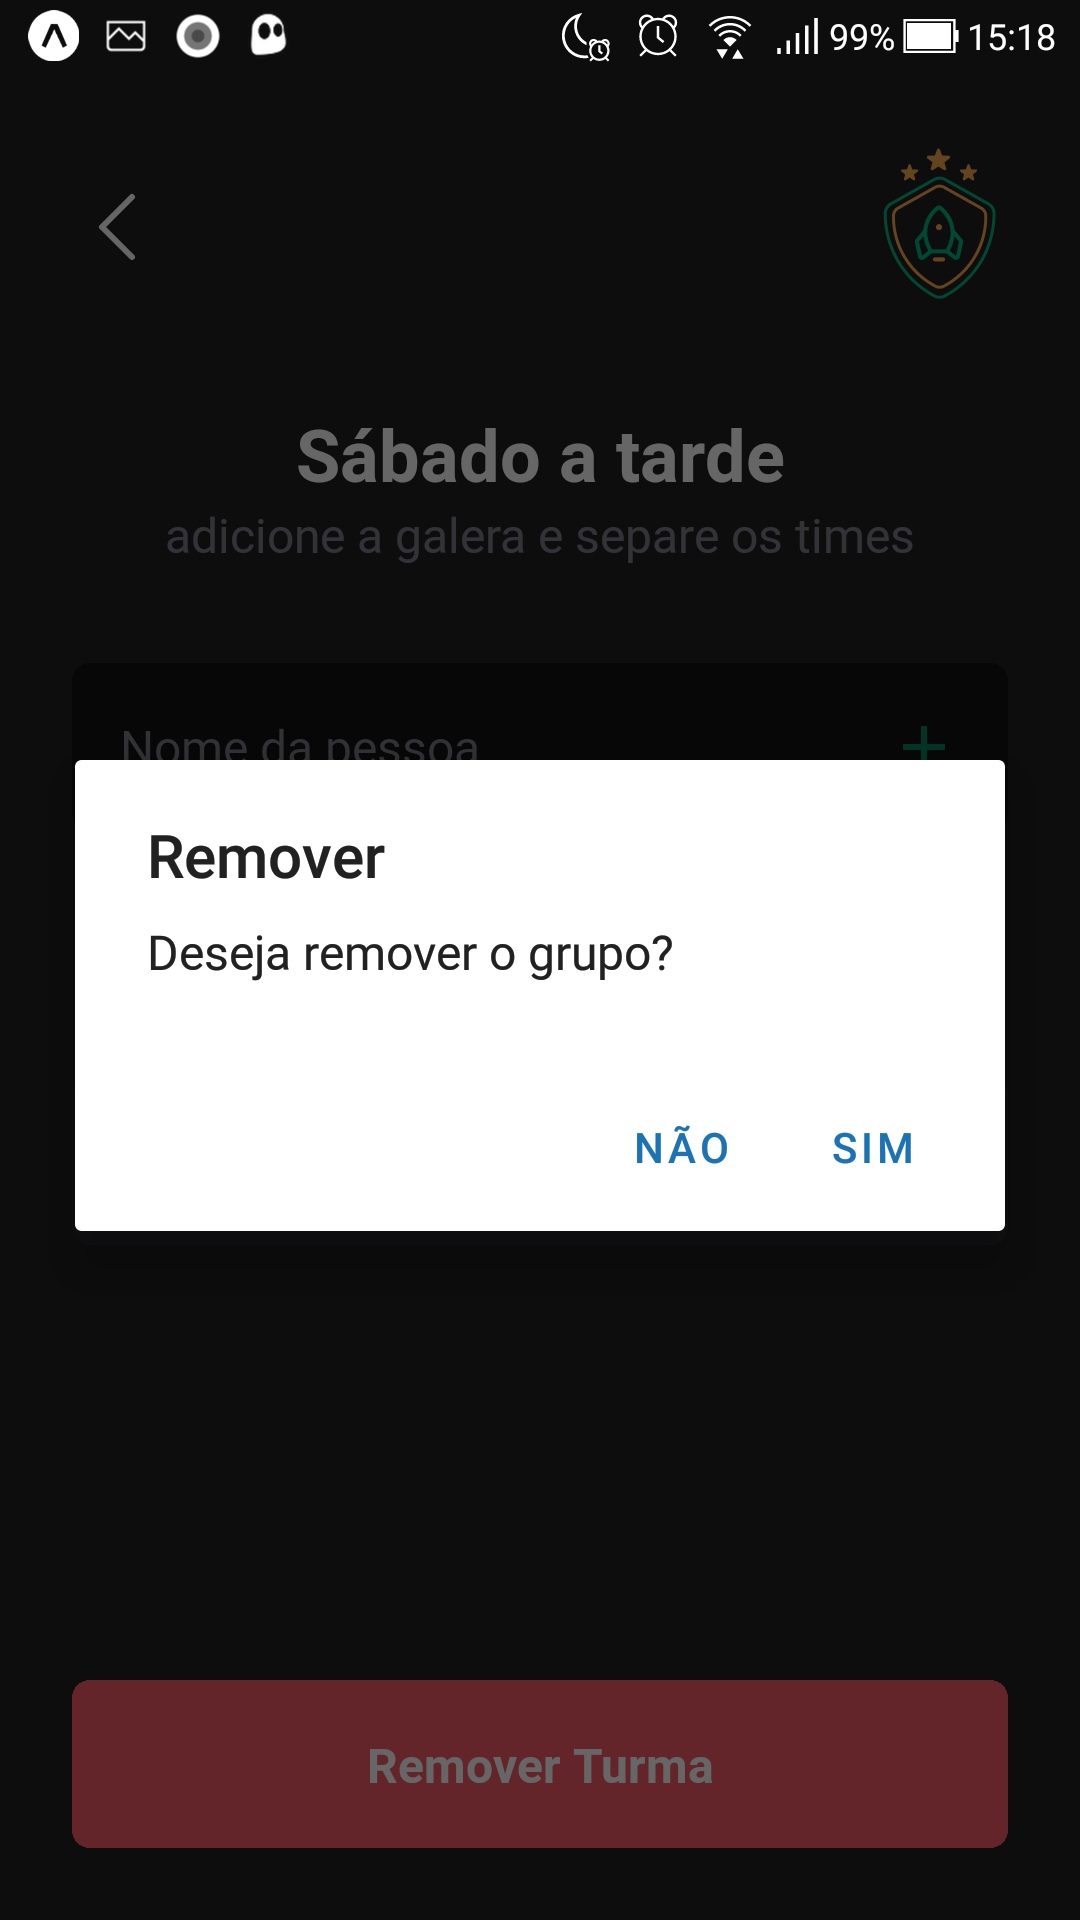 99% 15:18
Sábado a tarde
adicione a galera e separe os times
Nome da pessoa
Remover
Deseja remover o grupo?
NÃO SIM
Remover Turma